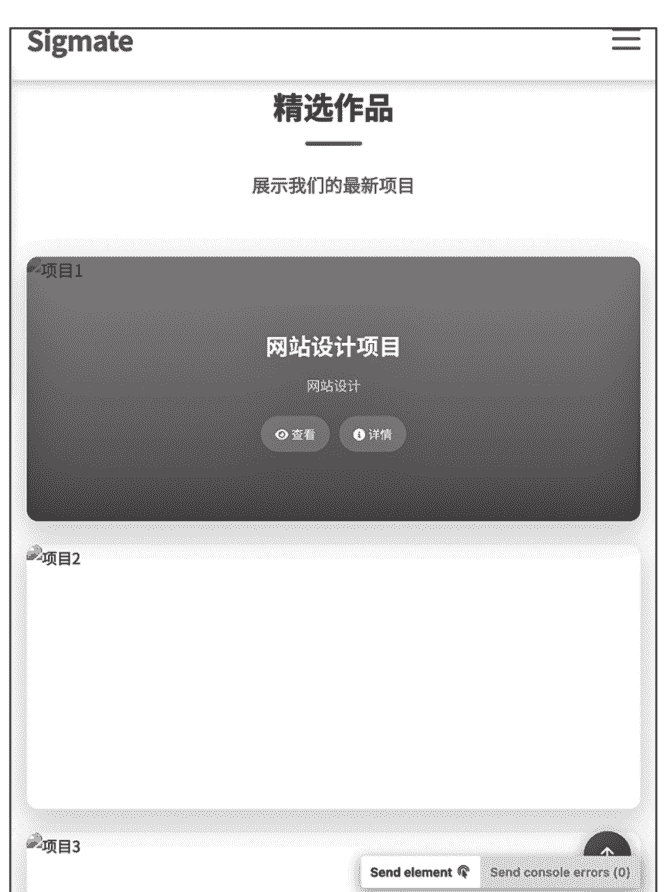 Sigmate
精选作品
展示我们的最新项目
项目1
网站设计项目
网站设计
查看 详情
项目2
项目3
Send element Send console errors (0)